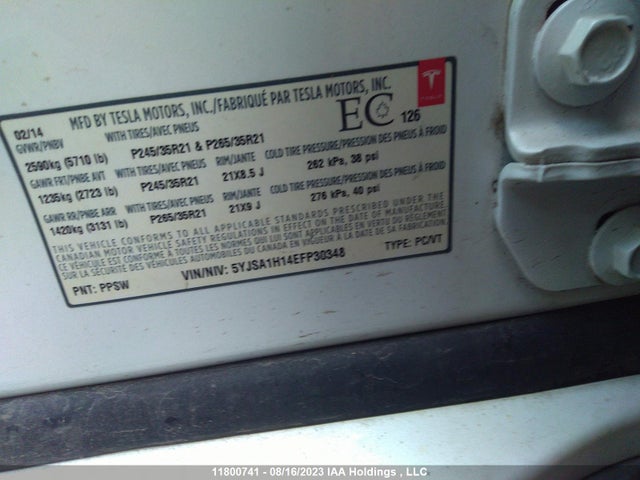 02/14 MFD BY TESLA MOTORS, INC./FABRIQUÉ PAR TESLA MOTORS, INC.
GVWR/PNBV WITH TIRES/AVEC PNEUS EC 126
2590kg (5710 lb) P245/35R21 & P265/35R21
GAWR FRT/PNBE AVT WITH TIRES/AVEC PNEUS RIM/JANTE COLD TIRE PRESSURE/PRESSION DES PNEUS À FROID
1235kg (2723 lb) P245/35R21 21X8.5 J 262 kPa, 38 psi
GAWR RR/PNBE ARR WITH TIRES/AVEC PNEUS RIM/JANTE COLD TIRE PRESSURE/PRESSION DES PNEUS À FROID
1420kg (3131 lb) P265/35R21 21X9 J 276 kPa, 40 psi
THIS VEHICLE CONFORMS TO ALL APPLICABLE STANDARDS PRESCRIBED UNDER THE
CANADIAN MOTOR VEHICLE SAFETY REGULATIONS IN EFFECT ON THE DATE OF MANUFACTURE
CE VÉHICULE EST CONFORME À TOUTES LES NORMES QUI LUI SONT APPLICABLES EN VERTU DU RÈGLEMENT
SUR LA SÉCURITÉ DES VÉHICULES AUTOMOBILES DU CANADA EN VIGUEUR À LA DATE DE SA FABRICATION.
VIN/NIV: 5YJSA1H14EFP30348 TYPE: PC/VT
PNT: PPSW
TESLA
11800741 - 08/16/2023 IAA Holdings , LLC